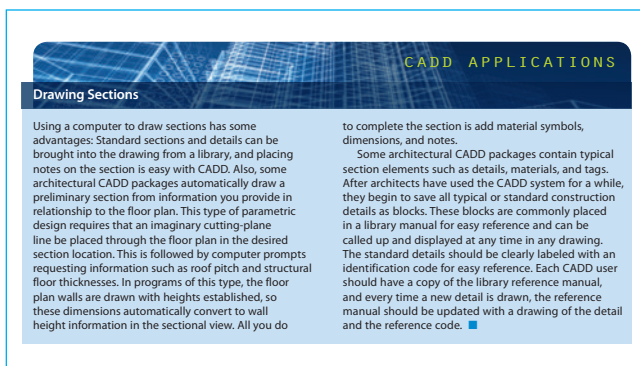 CADD APPLICATIONS
Drawing Sections
Using a computer to draw sections has some
advantages: Standard sections and details can be
brought into the drawing from a library, and placing
notes on the section is easy with CADD. Also, some
architectural CADD packages automatically draw a
preliminary section from information you provide in
relationship to the floor plan. This type of parametric
design requires that an imaginary cutting-plane
line be placed through the floor plan in the desired
section location. This is followed by computer prompts
requesting information such as roof pitch and structural
floor thicknesses. In programs of this type, the floor
plan walls are drawn with heights established, so
these dimensions automatically convert to wall
height information in the sectional view. All you do
to complete the section is add material symbols,
dimensions, and notes.
Some architectural CADD packages contain typical
section elements such as details, materials, and tags.
After architects have used the CADD system for a while,
they begin to save all typical or standard construction
details as blocks. These blocks are commonly placed
in a library manual for easy reference and can be
called up and displayed at any time in any drawing.
The standard details should be clearly labeled with an
identification code for easy reference. Each CADD user
should have a copy of the library reference manual,
and every time a new detail is drawn, the reference
manual should be updated with a drawing of the detail
and the reference code.